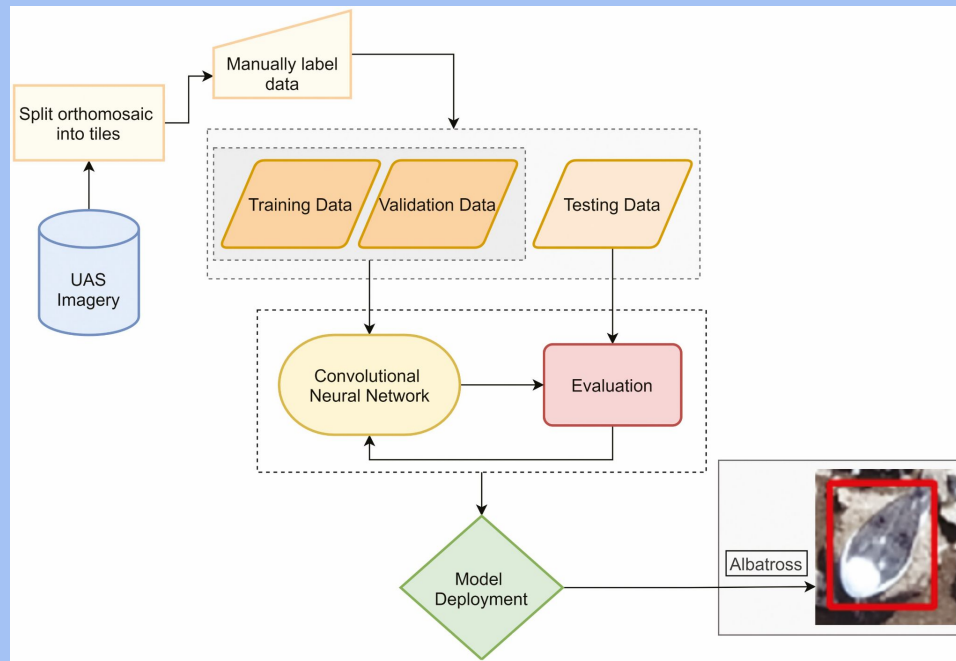 Manually label
data
Split orthomosaic
into tiles
UAS
Imagery
Training Data
Validation Data
Testing Data
Convolutional
Neural Network
Evaluation
Model
Deployment
Albatross